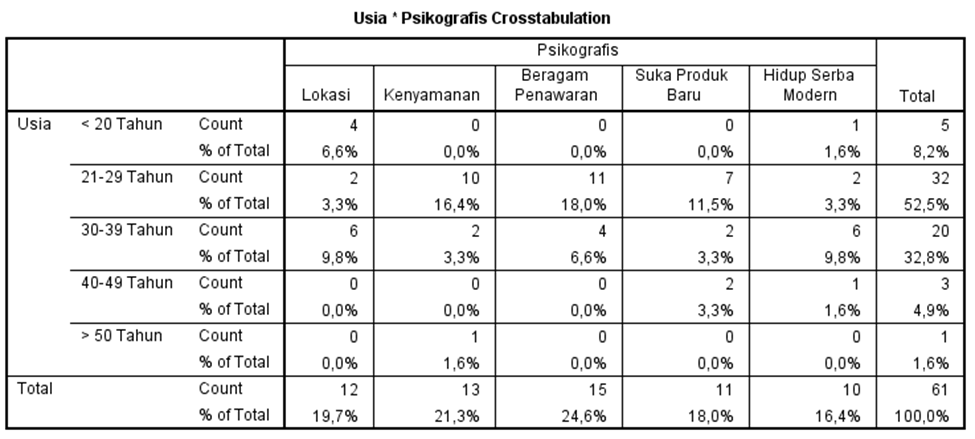 Usia * Psikografis Crosstabulation
Psikografis
Lokasi Kenyamanan Beragam Penawaran Suka Produk Baru Hidup Serba Modern Total
Usia < 20 Tahun Count 4 0 0 0 1 5
% of Total 6,6% 0,0% 0,0% 0,0% 1,6% 8,2%
21-29 Tahun Count 2 10 11 7 2 32
% of Total 3,3% 16,4% 18,0% 11,5% 3,3% 52,5%
30-39 Tahun Count 6 2 4 2 6 20
% of Total 9,8% 3,3% 6,6% 3,3% 9,8% 32,8%
40-49 Tahun Count 0 0 0 2 1 3
% of Total 0,0% 0,0% 0,0% 3,3% 1,6% 4,9%
> 50 Tahun Count 0 1 0 0 0 1
% of Total 0,0% 1,6% 0,0% 0,0% 0,0% 1,6%
Total Count 12 13 15 11 10 61
% of Total 19,7% 21,3% 24,6% 18,0% 16,4% 100,0%